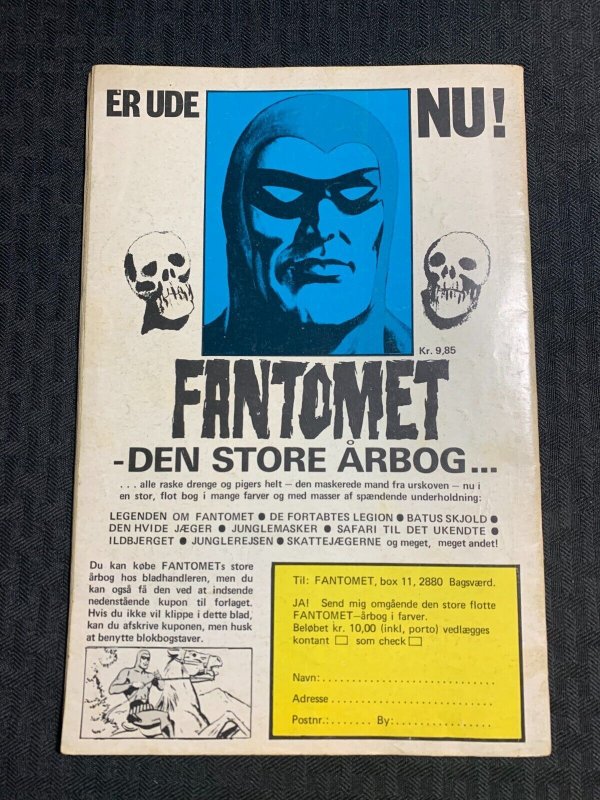 ER UDE NU!
Kr. 9,85
FANTOMET
-DEN STORE ÅRBOG...
. . . alle raske drenge og pigers helt – den maskerede mand fra urskoven – nu i
en stor, flot bog i mange farver og med masser af spændende underholdning:
LEGENDEN OM FANTOMET ● DE FORTABTES LEGION ● BATUS SKJOLD ●
DEN HVIDE JÆGER ● JUNGLEMASKER ● SAFARI TIL DET UKENDTE ●
ILDBJERGET ● JUNGLEREJSEN ● SKATTEJÆGERNE og meget, meget andet!
Du kan købe FANTOMETs store
årbog hos bladhandleren, men du
kan også få den ved at indsende
nedenstående kupon til forlaget.
Hvis du ikke vil klippe i dette blad,
kan du afskrive kuponen, men husk
at benytte blokbogstaver.
Til: FANTOMET, box 11, 2880 Bagsværd.
JA! Send mig omgående den store flotte
FANTOMET–årbog i farver.
Beløbet kr. 10,00 (inkl, porto) vedlægges
kontant □ som check □
Navn: . . . . . . . . . . . . . . . . . . . . . . . . .
Adresse . . . . . . . . . . . . . . . . . . . . . . . .
Postnr.: . . . . . . . By: . . . . . . . . . . . . . . .